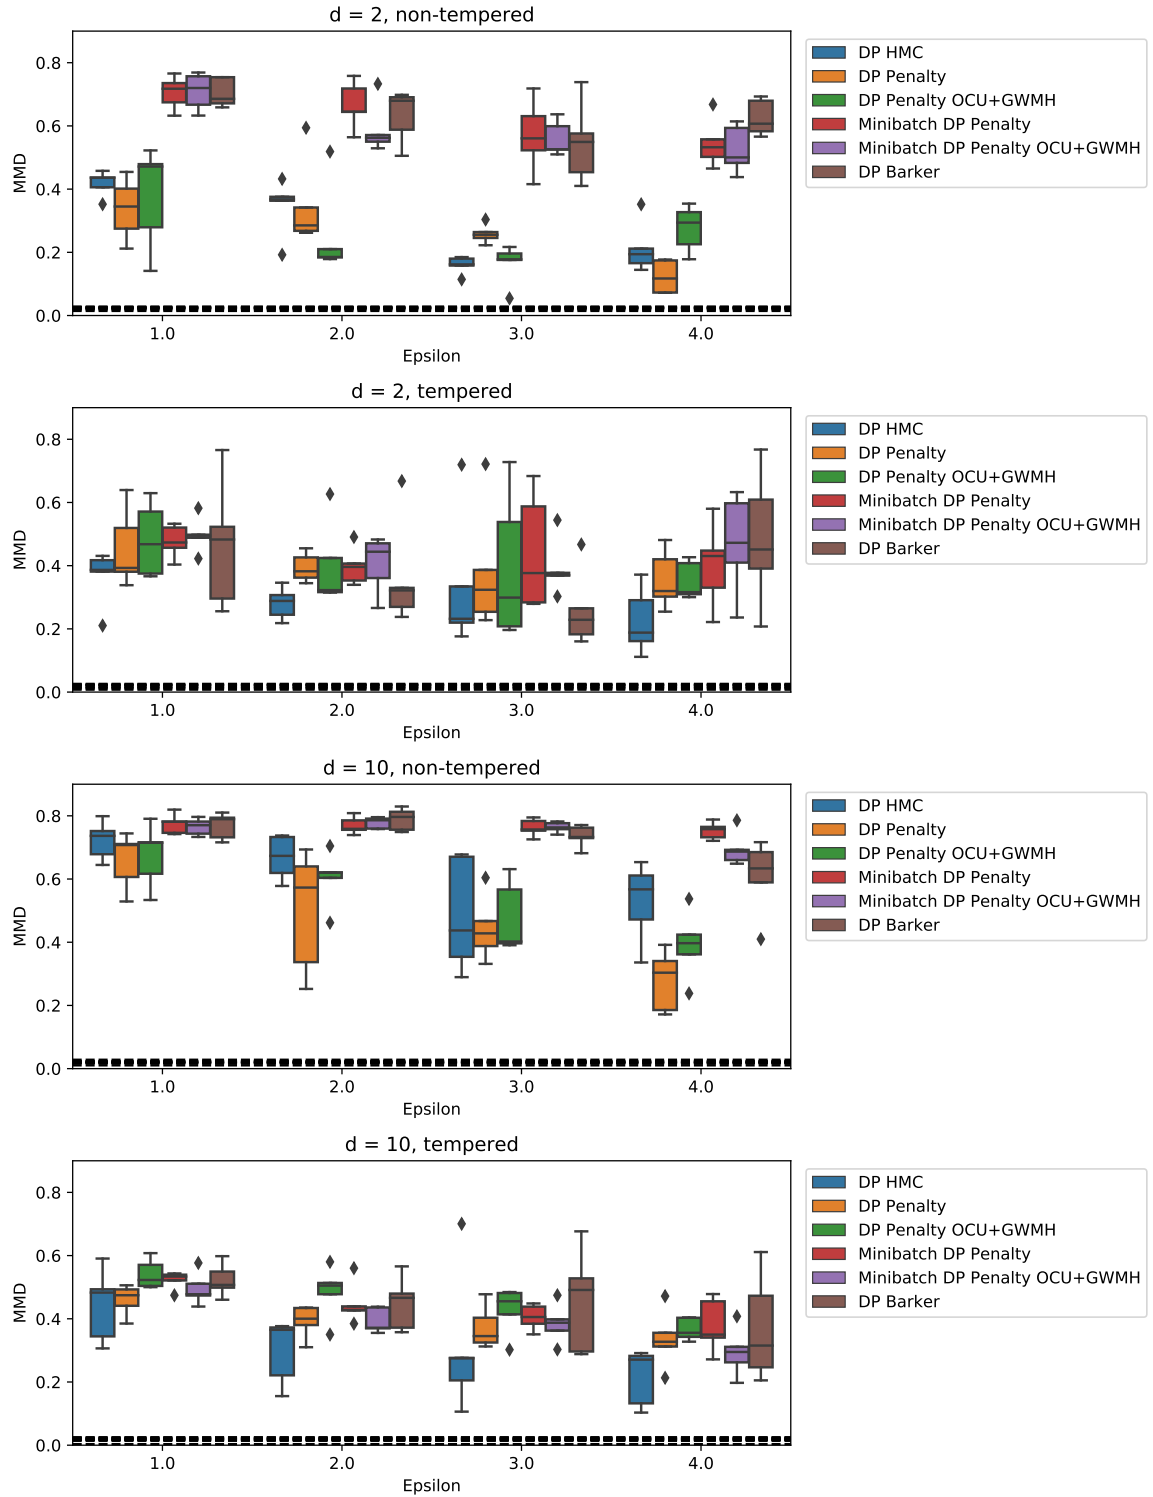 d = 2, non-tempered
0.8
0.6
0.4
0.2
0.0
MMD
1.0 2.0 3.0 4.0
Epsilon
DP HMC
DP Penalty
DP Penalty OCU+GWMH
Minibatch DP Penalty
Minibatch DP Penalty OCU+GWMH
DP Barker
d = 2, tempered
0.8
0.6
0.4
0.2
0.0
MMD
1.0 2.0 3.0 4.0
Epsilon
DP HMC
DP Penalty
DP Penalty OCU+GWMH
Minibatch DP Penalty
Minibatch DP Penalty OCU+GWMH
DP Barker
d = 10, non-tempered
0.8
0.6
0.4
0.2
0.0
MMD
1.0 2.0 3.0 4.0
Epsilon
DP HMC
DP Penalty
DP Penalty OCU+GWMH
Minibatch DP Penalty
Minibatch DP Penalty OCU+GWMH
DP Barker
d = 10, tempered
0.8
0.6
0.4
0.2
0.0
MMD
1.0 2.0 3.0 4.0
Epsilon
DP HMC
DP Penalty
DP Penalty OCU+GWMH
Minibatch DP Penalty
Minibatch DP Penalty OCU+GWMH
DP Barker